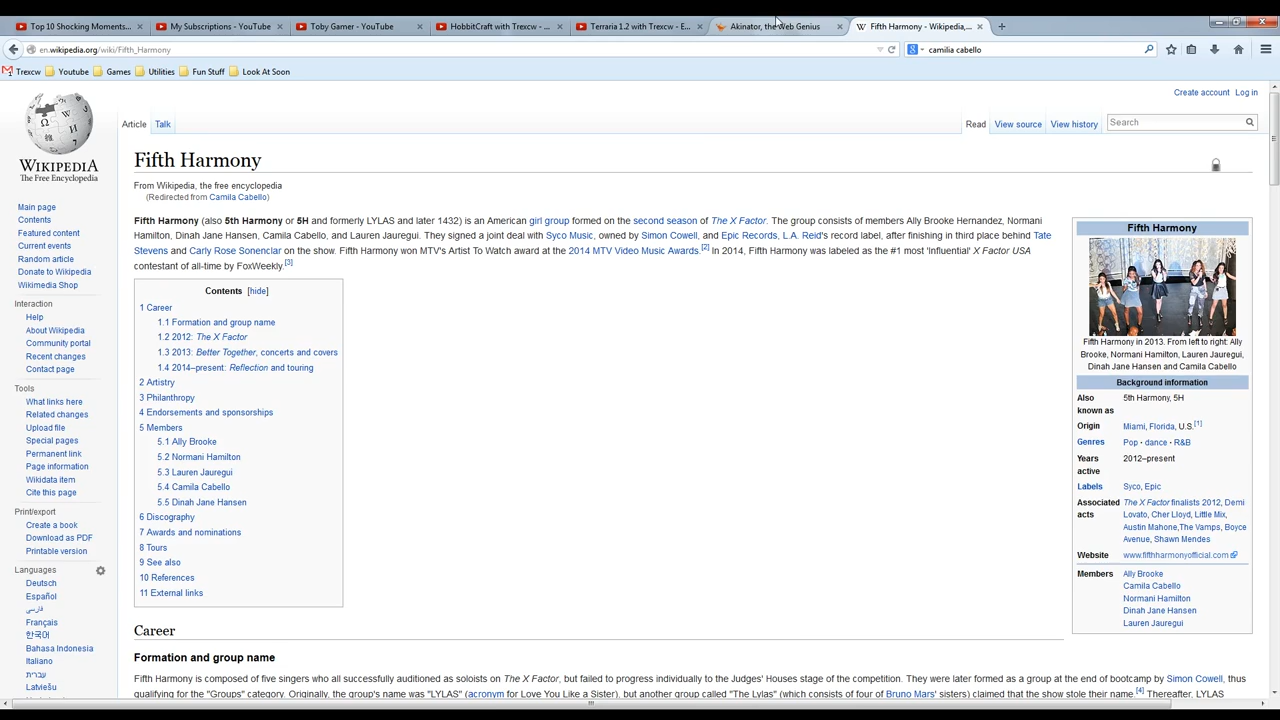 Top 10 Shocking Moments...
My Subscriptions - YouTube
Toby Gamer - YouTube
HobbitCraft with Trexcw - ...
Terraria 1.2 with Trexcw - E...
Akinator, the Web Genius
Fifth Harmony - Wikipedia,...
en.wikipedia.org/wiki/Fifth_Harmony
camilia cabello
Trexcw
Youtube
Games
Utilities
Fun Stuff
Look At Soon
Create account Log in
Article Talk
Read View source View history
Search
WIKIPEDIA
The Free Encyclopedia
Main page
Contents
Featured content
Current events
Random article
Donate to Wikipedia
Wikimedia Shop
Interaction
Help
About Wikipedia
Community portal
Recent changes
Contact page
Tools
What links here
Related changes
Upload file
Special pages
Permanent link
Page information
Wikidata item
Cite this page
Print/export
Create a book
Download as PDF
Printable version
Languages
Deutsch
Español
فارسی
Français
한국어
Bahasa Indonesia
Italiano
עברית
Latviešu
Fifth Harmony
From Wikipedia, the free encyclopedia
(Redirected from Camila Cabello)
Fifth Harmony (also 5th Harmony or 5H and formerly LYLAS and later 1432) is an American girl group formed on the second season of The X Factor. The group consists of members Ally Brooke Hernandez, Normani
Hamilton, Dinah Jane Hansen, Camila Cabello, and Lauren Jauregui. They signed a joint deal with Syco Music, owned by Simon Cowell, and Epic Records, L.A. Reid's record label, after finishing in third place behind Tate
Stevens and Carly Rose Sonenclar on the show. Fifth Harmony won MTV's Artist To Watch award at the 2014 MTV Video Music Awards.[2] In 2014, Fifth Harmony was labeled as the #1 most 'Influential' X Factor USA
contestant of all-time by FoxWeekly.[3]
Contents [hide]
1 Career
1.1 Formation and group name
1.2 2012: The X Factor
1.3 2013: Better Together, concerts and covers
1.4 2014–present: Reflection and touring
2 Artistry
3 Philanthropy
4 Endorsements and sponsorships
5 Members
5.1 Ally Brooke
5.2 Normani Hamilton
5.3 Lauren Jauregui
5.4 Camila Cabello
5.5 Dinah Jane Hansen
6 Discography
7 Awards and nominations
8 Tours
9 See also
10 References
11 External links
Fifth Harmony
Fifth Harmony in 2013. From left to right: Ally
Brooke, Normani Hamilton, Lauren Jauregui,
Dinah Jane Hansen and Camila Cabello
Background information
Also known as 5th Harmony, 5H
Origin Miami, Florida, U.S.[1]
Genres Pop · dance · R&B
Years active 2012–present
Labels Syco, Epic
Associated acts The X Factor finalists 2012, Demi
Lovato, Cher Lloyd, Little Mix,
Austin Mahone,The Vamps, Boyce
Avenue, Shawn Mendes
Website www.fifthharmonyofficial.com
Members Ally Brooke
Camila Cabello
Normani Hamilton
Dinah Jane Hansen
Lauren Jauregui
Career
Formation and group name
Fifth Harmony is composed of five singers who all successfully auditioned as soloists on The X Factor, but failed to progress individually to the Judges' Houses stage of the competition. They were later formed as a group at the end of bootcamp by Simon Cowell, thus
qualifying for the "Groups" category. Originally, the group's name was "LYLAS" (acronym for Love You Like a Sister), but another group called "The Lylas" (which consists of four of Bruno Mars' sisters) claimed that the show stole their name.[4] Thereafter, LYLAS